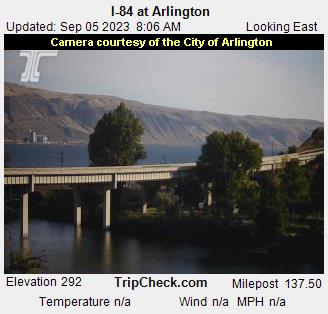 I-84 at Arlington
Updated: Sep 05 2023 8:06 AM Looking East
Camera courtesy of the City of Arlington
Elevation 292 TripCheck.com Milepost 137.50
Temperature n/a Wind n/a MPH n/a